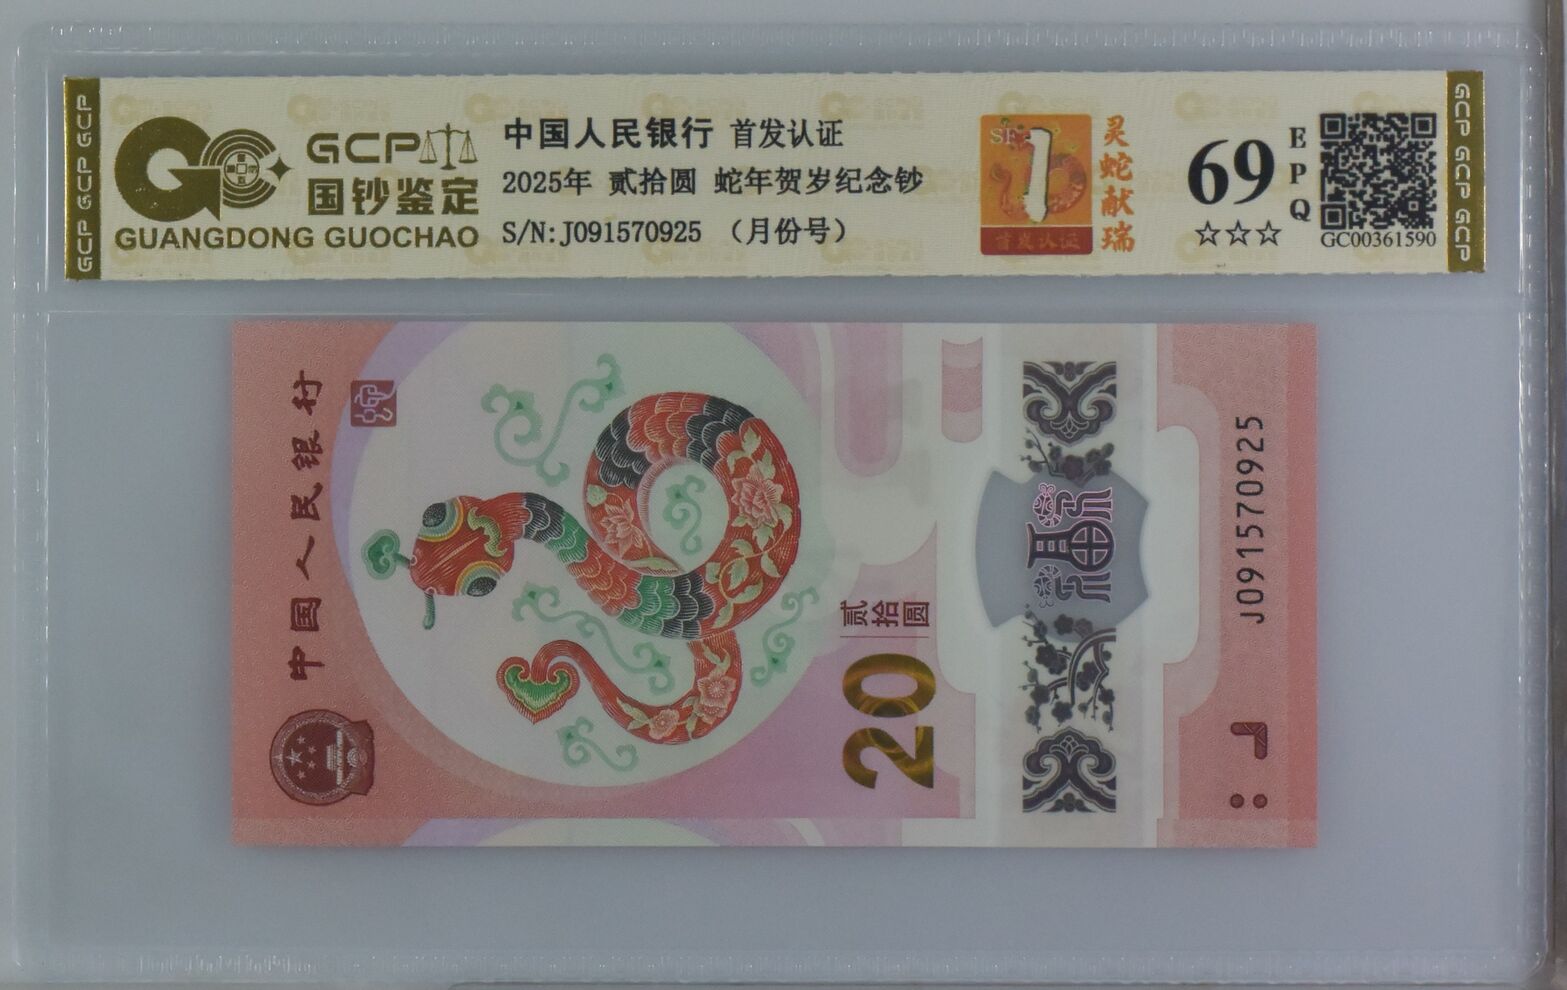 GCP GCP GCP
GCP
国钞鉴定
GUANGDONG GUOCHAO
中国人民银行 首发认证
2025年 贰拾圆 蛇年贺岁纪念钞
S/N:J091570925 (月份号)
1
首发认证
灵蛇献瑞
69
EPQ
☆☆☆
GC00361590
GCP GCP GCP
中国人民银行
蛇
贰拾圆
20
福
J091570925